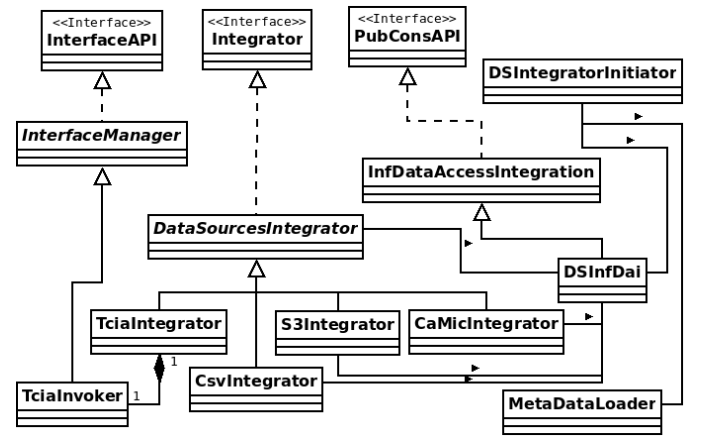 <<Interface>>
InterfaceAPI
<<Interface>>
Integrator
<<Interface>>
PubConsAPI
DSIntegratorInitiator
InterfaceManager
InfDataAccessIntegration
DataSourcesIntegrator
DSInfDai
TciaIntegrator
S3Integrator
CaMicIntegrator
1
CsvIntegrator
TciaInvoker
1
MetaDataLoader